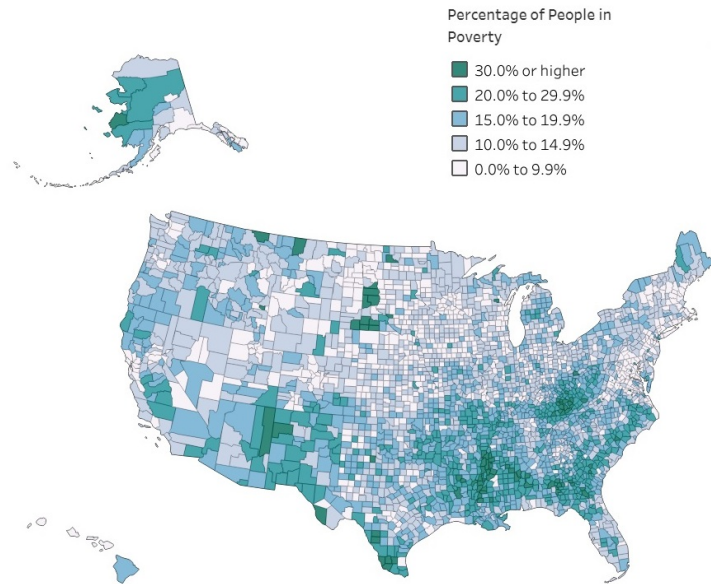 Percentage of People in
Poverty
30.0% or higher
20.0% to 29.9%
15.0% to 19.9%
10.0% to 14.9%
0.0% to 9.9%